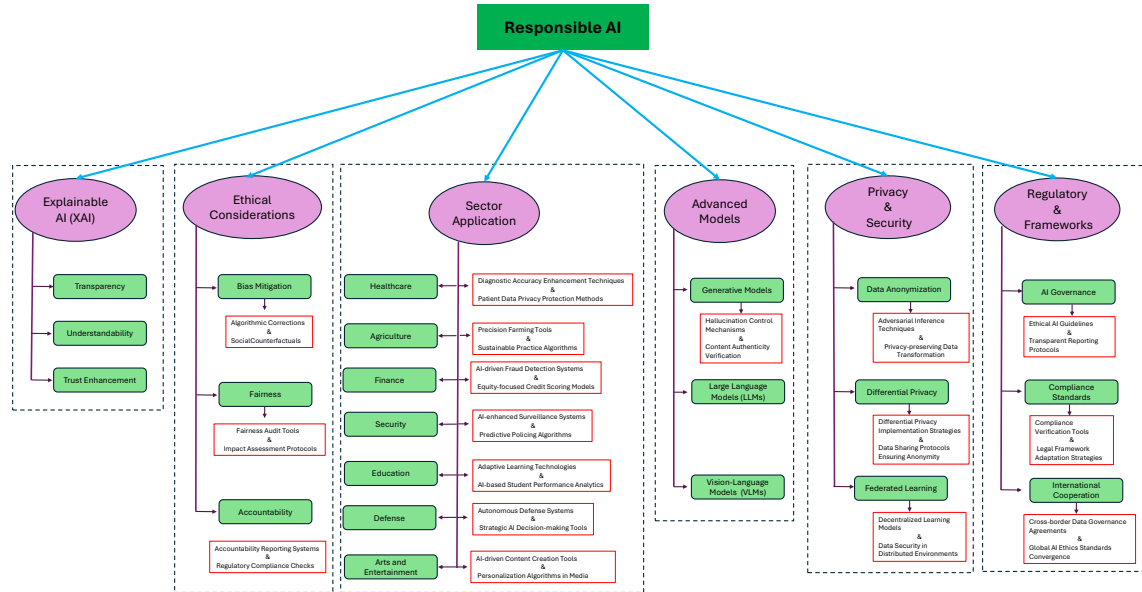 Responsible AI
Explainable
AI (XAI)
Transparency
Understandability
Trust Enhancement
Ethical
Considerations
Bias Mitigation
Algorithmic Corrections
&
SocialCounterfactuals
Fairness
Fairness Audit Tools
&
Impact Assessment Protocols
Accountability
Accountability Reporting Systems
&
Regulatory Compliance Checks
Sector
Application
Healthcare
Diagnostic Accuracy Enhancement Techniques
&
Patient Data Privacy Protection Methods
Agriculture
Precision Farming Tools
&
Sustainable Practice Algorithms
Finance
AI-driven Fraud Detection Systems
&
Equity-focused Credit Scoring Models
Security
AI-enhanced Surveillance Systems
&
Predictive Policing Algorithms
Education
Adaptive Learning Technologies
&
AI-based Student Performance Analytics
Defense
Autonomous Defense Systems
&
Strategic AI Decision-making Tools
Arts and
Entertainment
AI-driven Content Creation Tools
&
Personalization Algorithms in Media
Advanced
Models
Generative Models
Hallucination Control
Mechanisms
&
Content Authenticity
Verification
Large Language
Models (LLMs)
Vision-Language
Models (VLMs)
Privacy
&
Security
Data Anonymization
Adversarial Inference
Techniques
&
Privacy-preserving Data
Transformation
Differential Privacy
Differential Privacy
Implementation Strategies
&
Data Sharing Protocols
Ensuring Anonymity
Federated Learning
Decentralized Learning
Models
&
Data Security in
Distributed Environments
Regulatory
&
Frameworks
AI Governance
Ethical AI Guidelines
&
Transparent Reporting
Protocols
Compliance
Standards
Compliance
Verification Tools
&
Legal Framework
Adaptation Strategies
International
Cooperation
Cross-border Data Governance
Agreements
&
Global AI Ethics Standards
Convergence